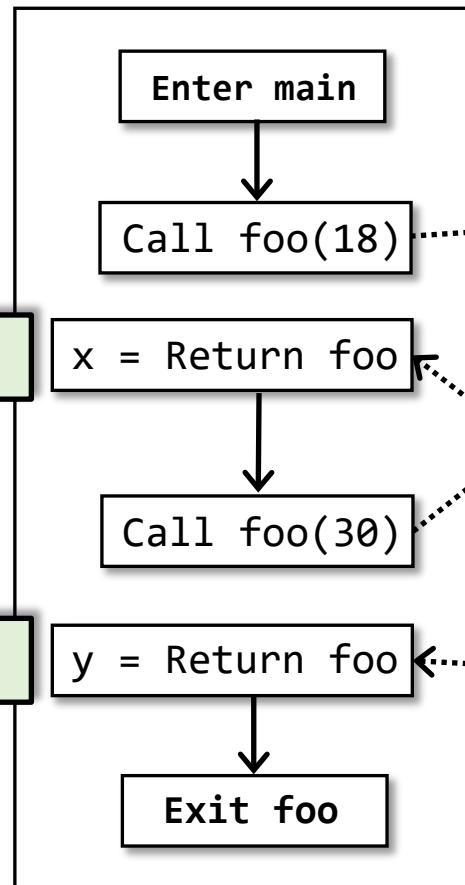 Enter main
Call foo(18)
x = Return foo
Call foo(30)
y = Return foo
Exit foo